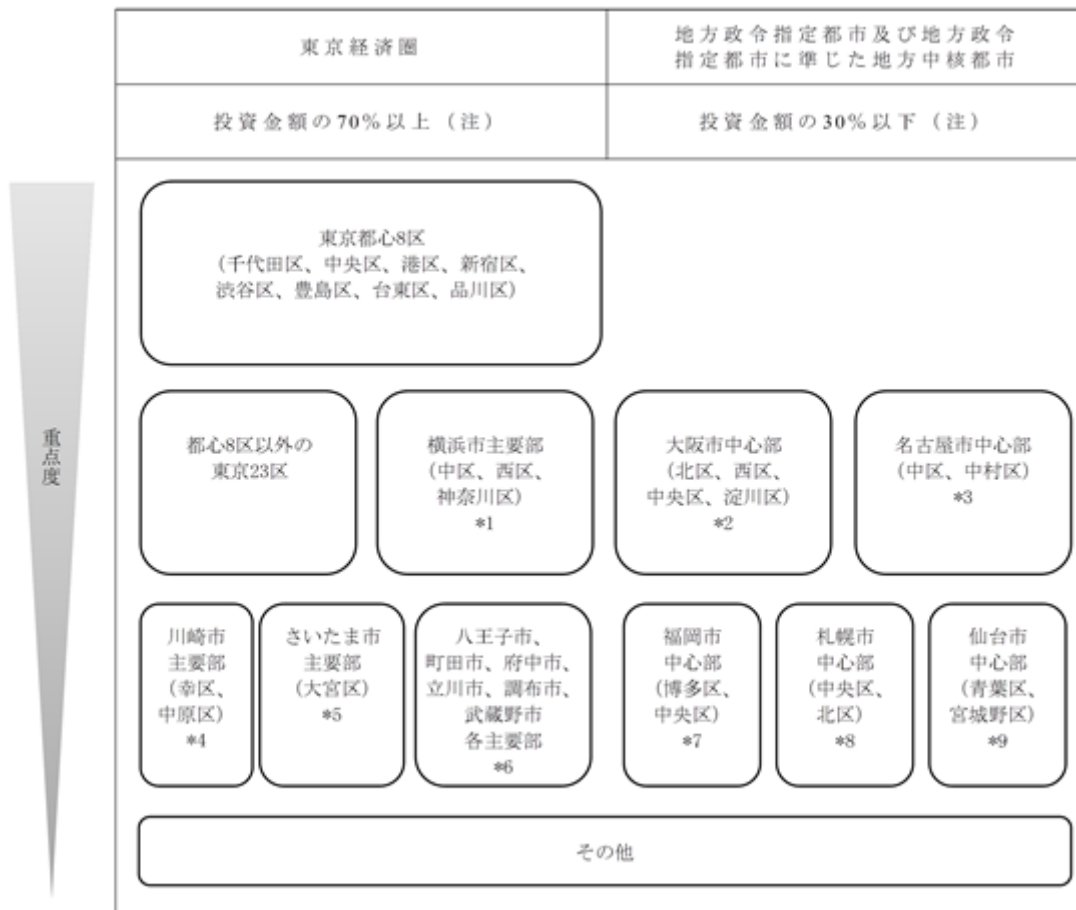 東京経済圏
地方政令指定都市及び地方政令
指定都市に準じた地方中核都市
投資金額の70%以上(注)
投資金額の30%以下(注)
重点度
東京都心8区
(千代田区、中央区、港区、新宿区、
渋谷区、豊島区、台東区、品川区)
都心8区以外の
東京23区
横浜市主要部
(中区、西区、
神奈川区)
*1
大阪市中心部
(北区、西区、
中央区、淀川区)
*2
名古屋市中心部
(中区、中村区)
*3
川崎市
主要部
(幸区、
中原区)
*4
さいたま市
主要部
(大宮区)
*5
八王子市、
町田市、府中市、
立川市、調布市、
武蔵野市
各主要部
*6
福岡市
中心部
(博多区、
中央区)
*7
札幌市
中心部
(中央区、
北区)
*8
仙台市
中心部
(青葉区、
宮城野区)
*9
その他